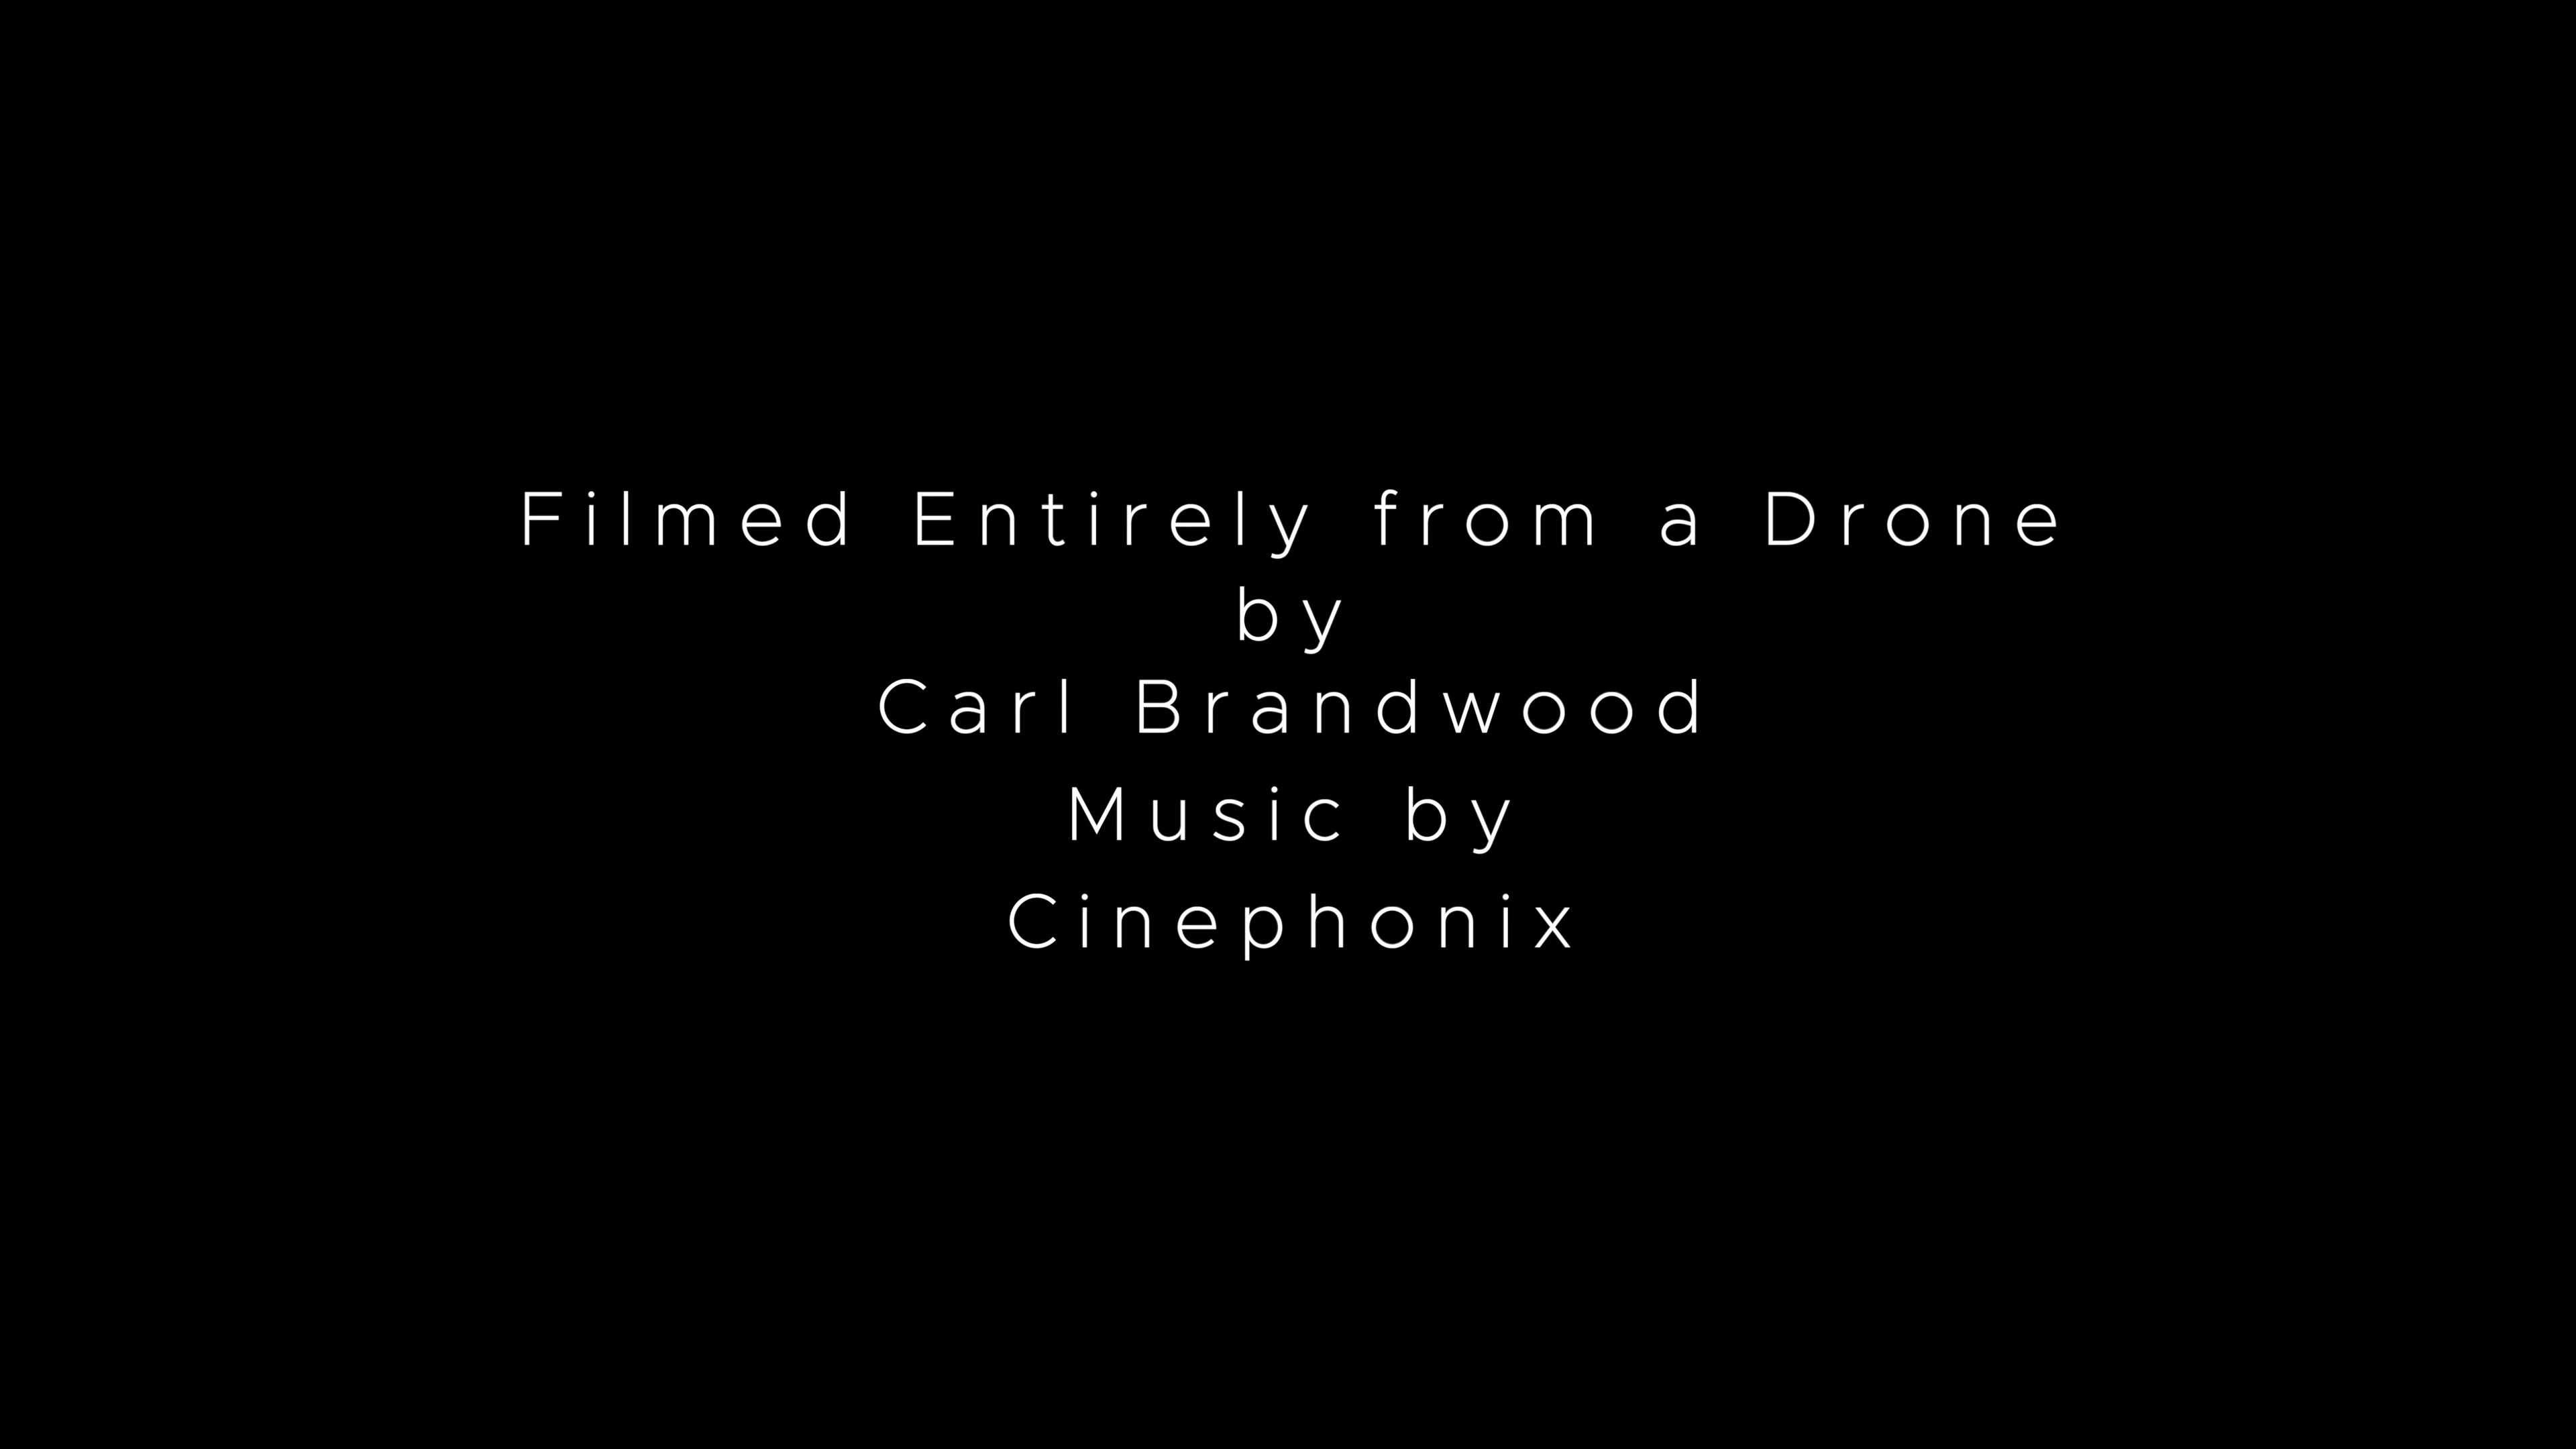 Filmed Entirely from a Drone
by
Carl Brandwood
Music by
Cinephonix